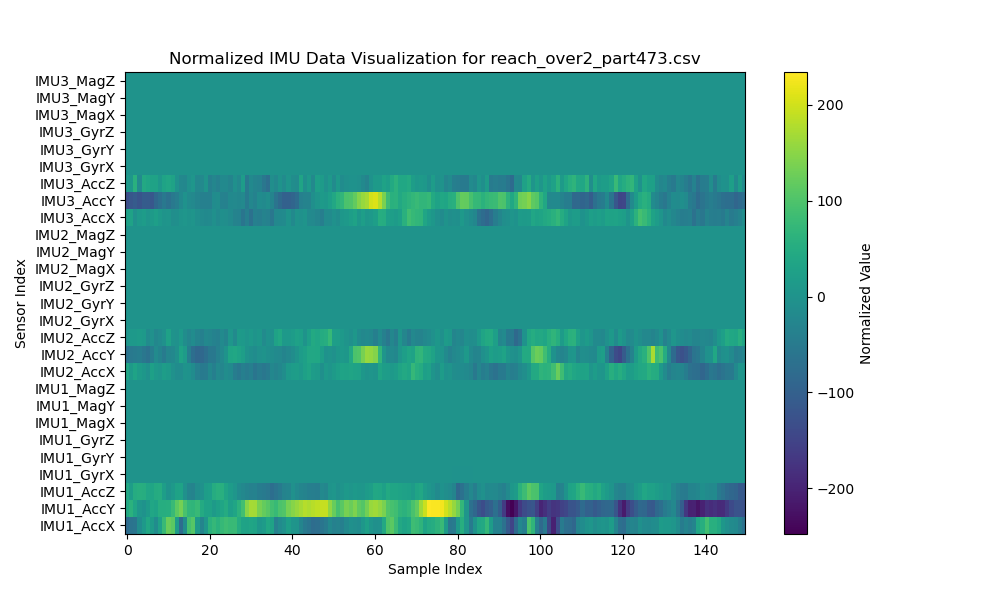 Normalized IMU Data Visualization for reach_over2_part473.csv
IMU3_MagZ
IMU3_MagY
IMU3_MagX
IMU3_GyrZ
IMU3_GyrY
IMU3_GyrX
IMU3_AccZ
IMU3_AccY
IMU3_AccX
IMU2_MagZ
IMU2_MagY
IMU2_MagX
IMU2_GyrZ
IMU2_GyrY
IMU2_GyrX
IMU2_AccZ
IMU2_AccY
IMU2_AccX
IMU1_MagZ
IMU1_MagY
IMU1_MagX
IMU1_GyrZ
IMU1_GyrY
IMU1_GyrX
IMU1_AccZ
IMU1_AccY
IMU1_AccX
Sensor Index
0 20 40 60 80 100 120 140
Sample Index
200
100
0
−100
−200
Normalized Value